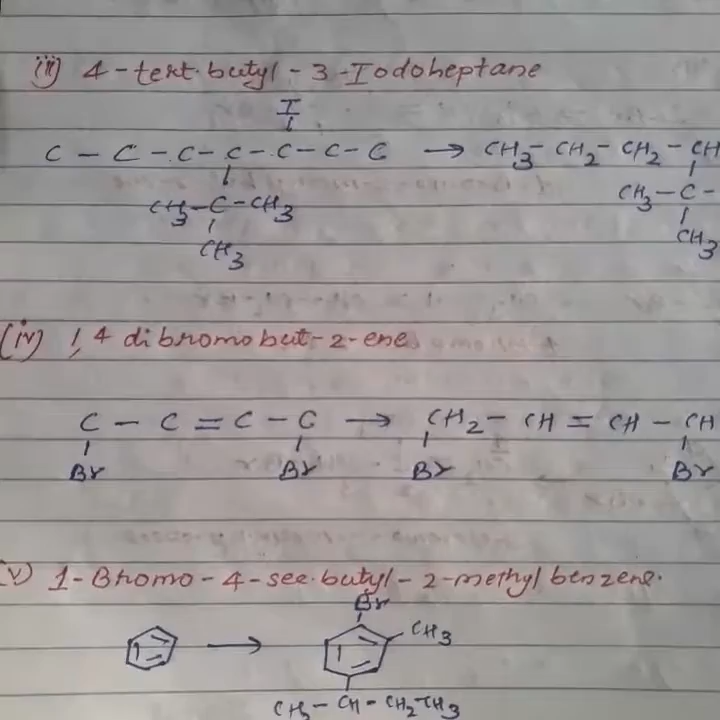 (iii) 4-tert.butyl-3-Iodoheptane
I
C - C - C - C - C - C - C → CH3 - CH2 - CH2 - CH
CH3 - C - CH3 CH3 - C -
CH3 CH3
(iv) 1,4 dibromobut-2-ene
C - C = C - C → CH2 - CH = CH - CH
Br Br Br Br
(v) 1-Bromo-4-sec.butyl-2-methylbenzene.
Br
→ CH3
CH3 - CH - CH2 - CH3